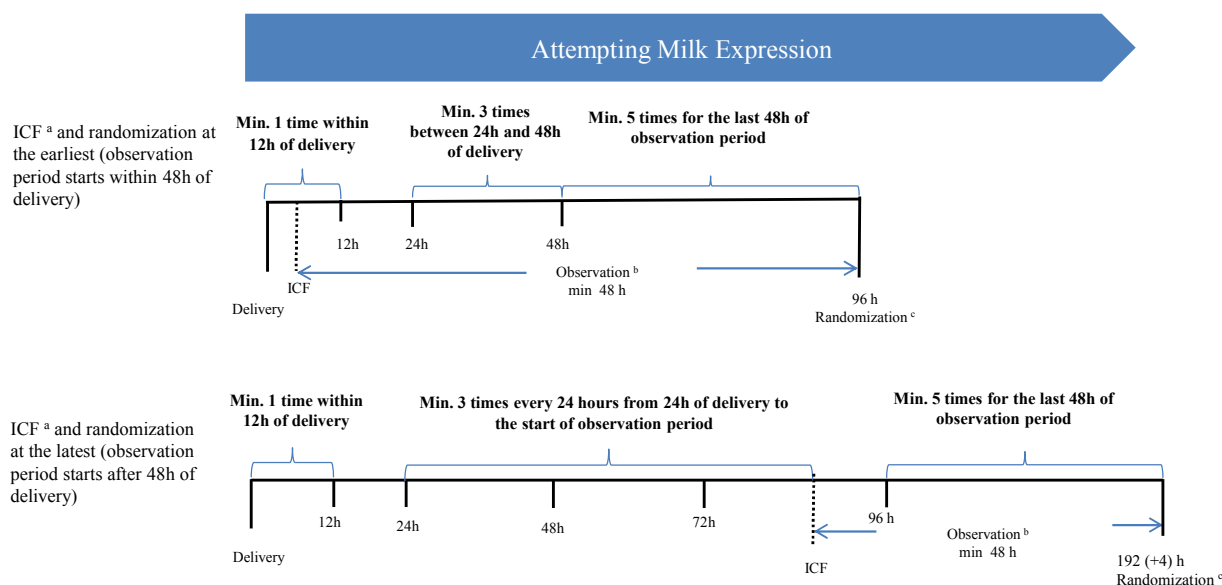 Attempting Milk Expression
ICF a and randomization at
the earliest (observation
period starts within 48h of
delivery)
Min. 1 time within
12h of delivery
Min. 3 times
between 24h and 48h
of delivery
Min. 5 times for the last 48h of
observation period
12h
24h
48h
Observation b
min 48 h
ICF
Delivery
96 h
Randomization c
ICF a and randomization
at the latest (observation
period starts after 48h of
delivery)
Min. 1 time within
12h of delivery
Min. 3 times every 24 hours from 24h of delivery to
the start of observation period
Min. 5 times for the last 48h of
observation period
12h
24h
48h
72h
96 h
Observation b
min 48 h
Delivery
ICF
192 (+4) h
Randomization c